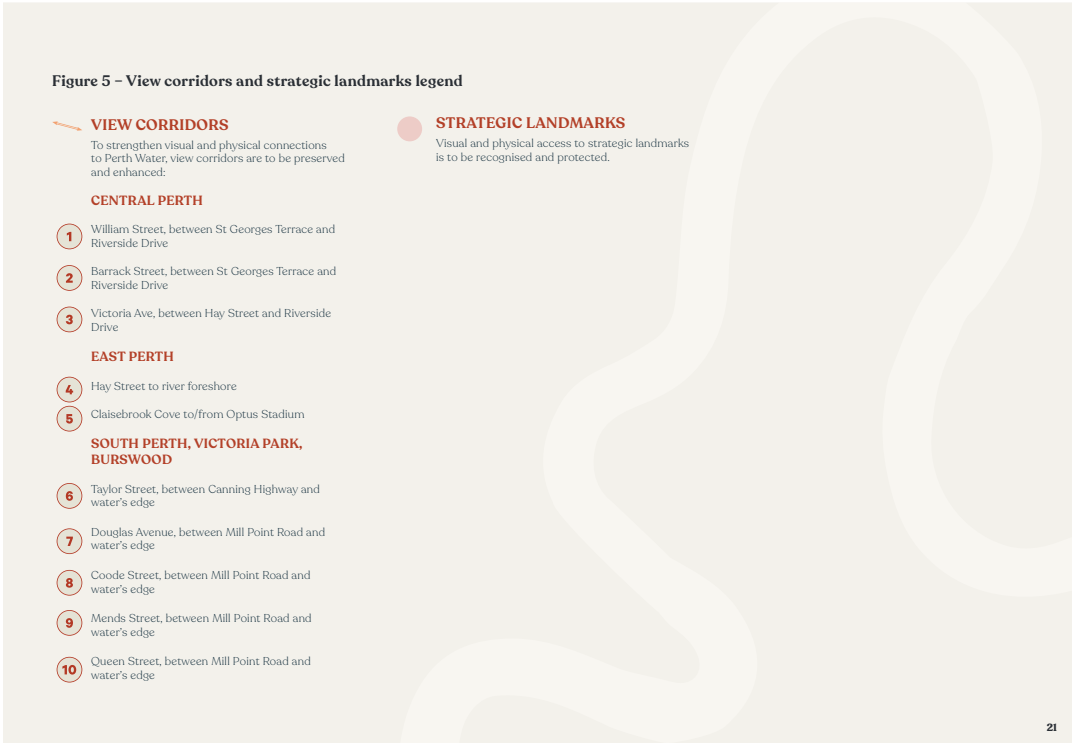 Figure 5 – View corridors and strategic landmarks legend
VIEW CORRIDORS
To strengthen visual and physical connections
to Perth Water, view corridors are to be preserved
and enhanced:
CENTRAL PERTH
1 William Street, between St Georges Terrace and
Riverside Drive
2 Barrack Street, between St Georges Terrace and
Riverside Drive
3 Victoria Ave, between Hay Street and Riverside
Drive
EAST PERTH
4 Hay Street to river foreshore
5 Claisebrook Cove to/from Optus Stadium
SOUTH PERTH, VICTORIA PARK,
BURSWOOD
6 Taylor Street, between Canning Highway and
water's edge
7 Douglas Avenue, between Mill Point Road and
water's edge
8 Coode Street, between Mill Point Road and
water's edge
9 Mends Street, between Mill Point Road and
water's edge
10 Queen Street, between Mill Point Road and
water's edge
STRATEGIC LANDMARKS
Visual and physical access to strategic landmarks
is to be recognised and protected.
21